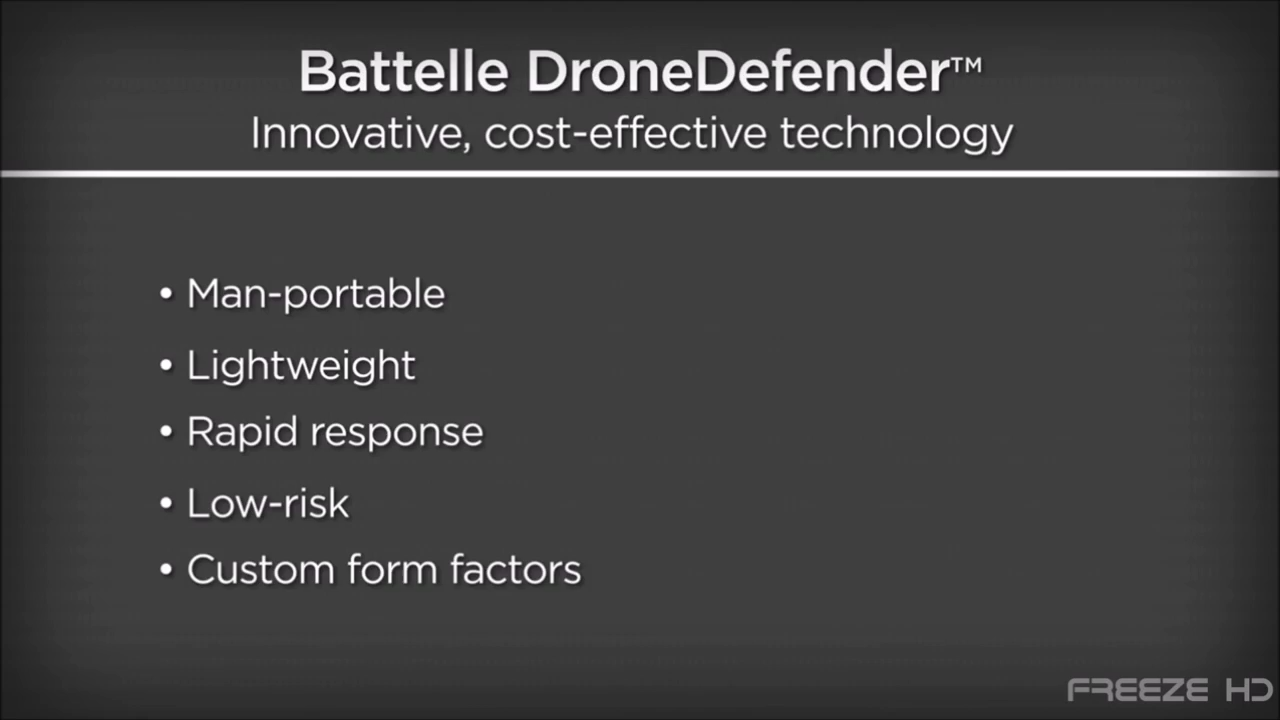 Battelle DroneDefender™
Innovative, cost-effective technology
• Man-portable
• Lightweight
• Rapid response
• Low-risk
• Custom form factors
FREEZE HD